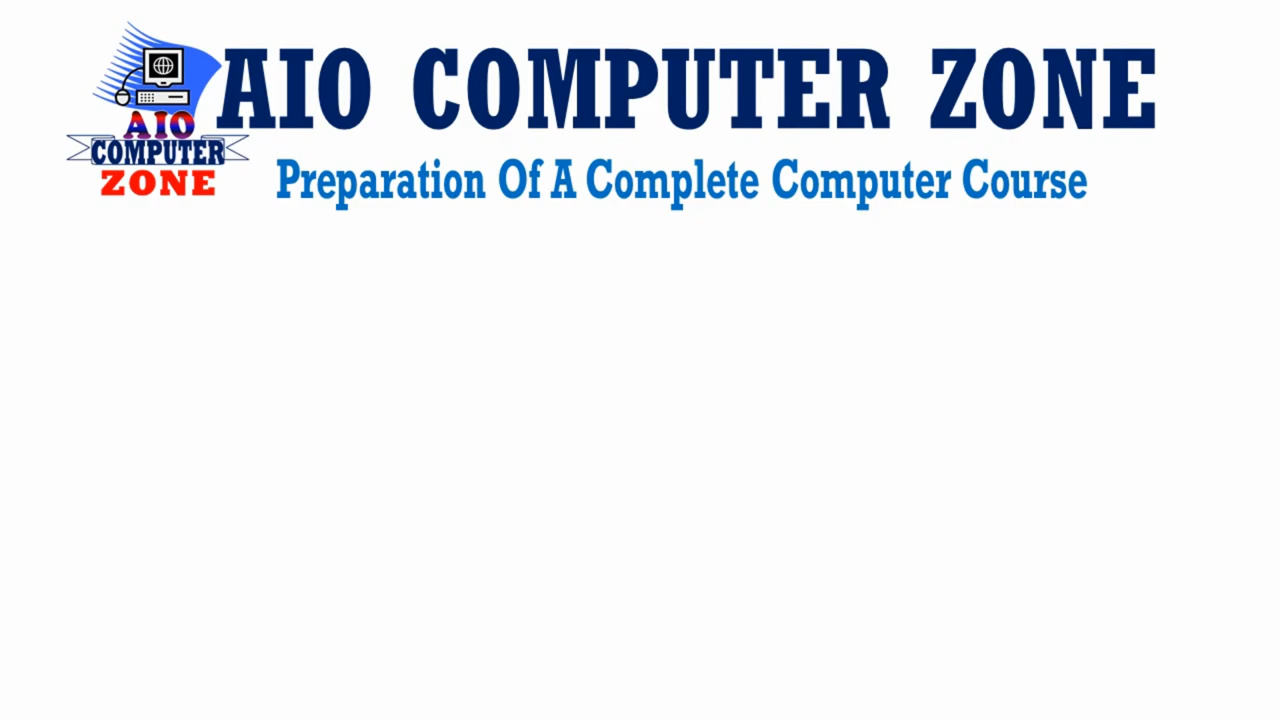 AIO COMPUTER ZONE
AIO
COMPUTER
ZONE
Preparation Of A Complete Computer Course